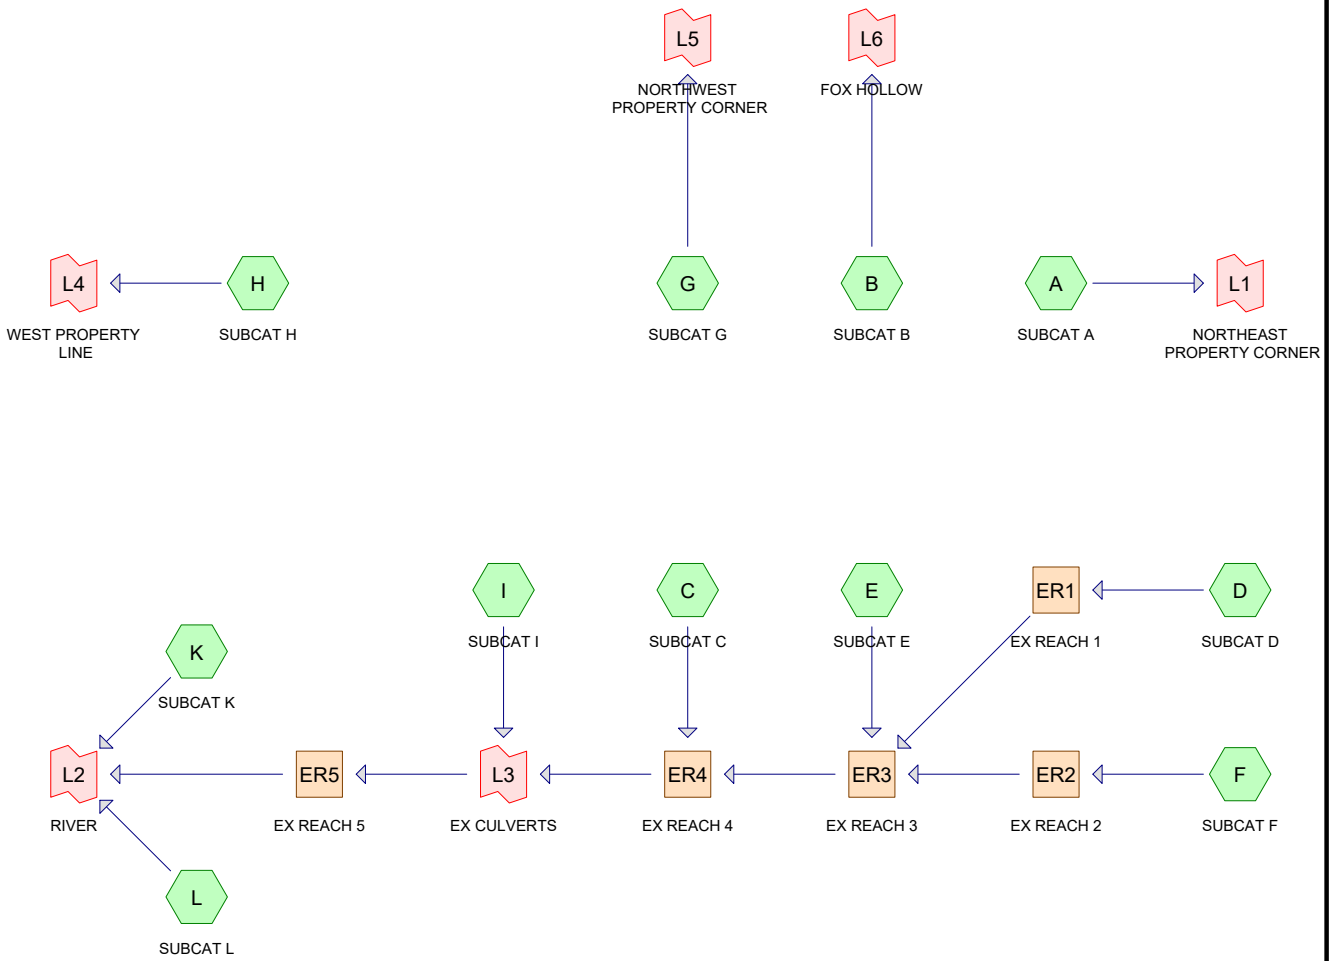 L5
L6
NORTHWEST
PROPERTY CORNER
FOX HOLLOW
L4
H
G
B
A
L1
WEST PROPERTY
LINE
SUBCAT H
SUBCAT G
SUBCAT B
SUBCAT A
NORTHEAST
PROPERTY CORNER
I
C
E
ER1
D
SUBCAT I
SUBCAT C
SUBCAT E
EX REACH 1
SUBCAT D
K
SUBCAT K
L2
ER5
L3
ER4
ER3
ER2
F
RIVER
EX REACH 5
EX CULVERTS
EX REACH 4
EX REACH 3
EX REACH 2
SUBCAT F
L
SUBCAT L